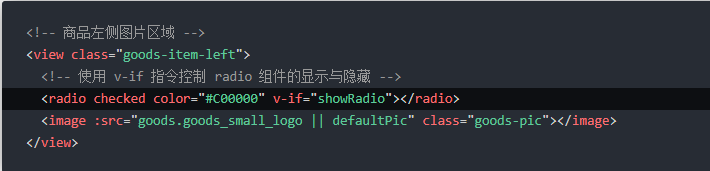 <!-- 商品左侧图片区域 -->
<view class="goods-item-left">
<!-- 使用 v-if 指令控制 radio 组件的显示与隐藏 -->
<radio checked color="#C00000" v-if="showRadio"></radio>
<image :src="goods.goods_small_logo || defaultPic" class="goods-pic"></image>
</view>